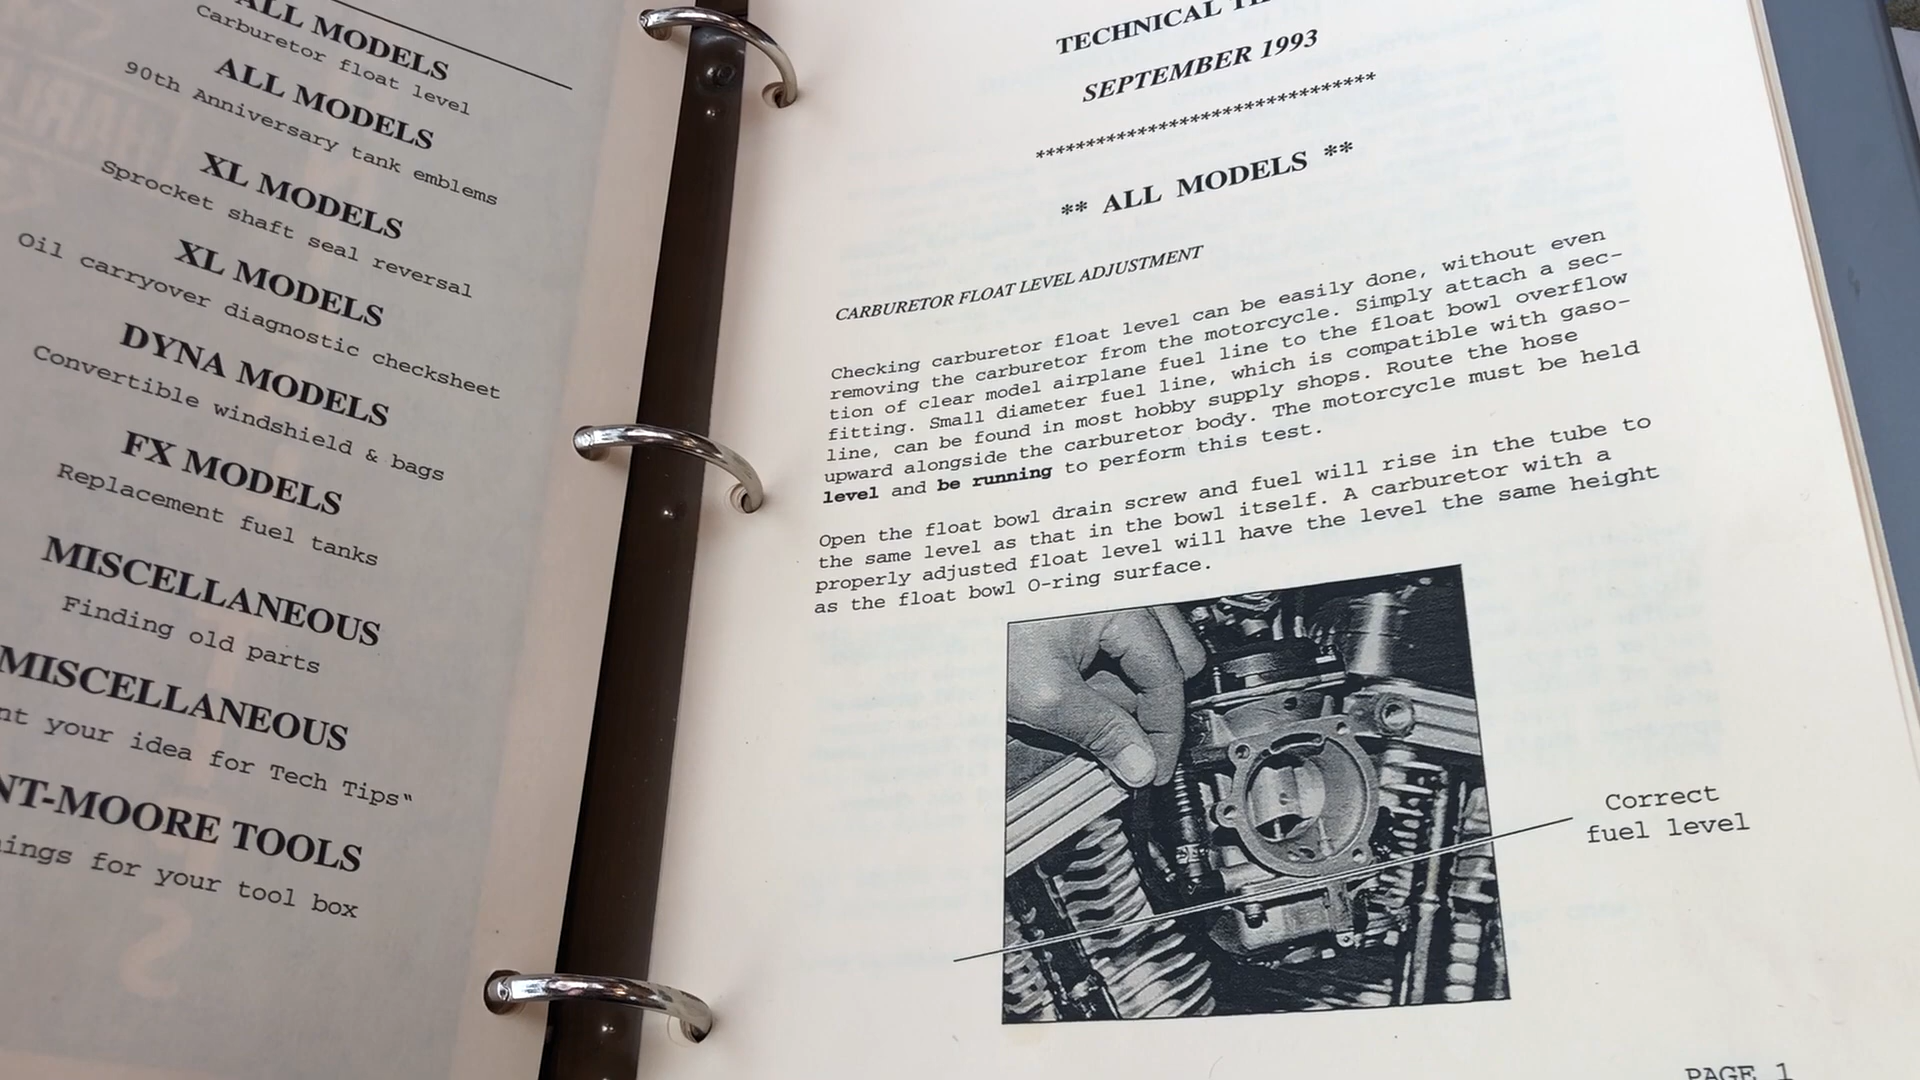 ALL MODELS
Carburetor float level
ALL MODELS
90th Anniversary tank emblems
XL MODELS
Sprocket shaft seal reversal
XL MODELS
Oil carryover diagnostic checksheet
DYNA MODELS
Convertible windshield & bags
FX MODELS
Replacement fuel tanks
MISCELLANEOUS
Finding old parts
MISCELLANEOUS
your idea for Tech Tips"
NT-MOORE TOOLS
for your tool box
TECHNICAL
SEPTEMBER 1993
*********************************
** ALL MODELS **
CARBURETOR FLOAT LEVEL ADJUSTMENT
Checking carburetor float level can be easily done, without even
removing the carburetor from the motorcycle. Simply attach a sec-
tion of clear model airplane fuel line to the float bowl overflow
fitting. Small diameter fuel line, which is compatible with gaso-
line, can be found in most hobby supply shops. Route the hose
upward alongside the carburetor body. The motorcycle must be held
level and be running to perform this test.
Open the float bowl drain screw and fuel will rise in the tube to
the same level as that in the bowl itself. A carburetor with a
properly adjusted float level will have the level the same height
as the float bowl O-ring surface.
Correct
fuel level
PAGE 1